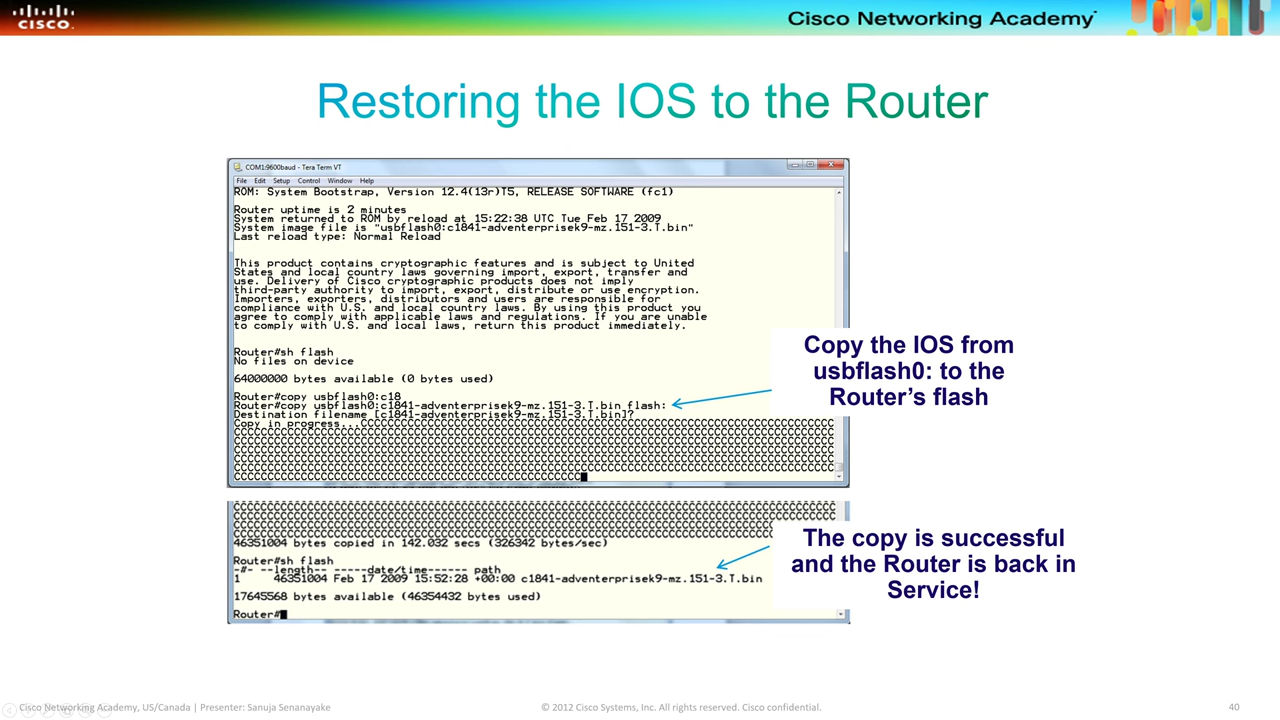 CISCO
Cisco Networking Academy
Restoring the IOS to the Router
COM1:9600baud - Tera Term VT
File Edit Setup Control Window Help
ROM: System Bootstrap, Version 12.4(13r)T5, RELEASE SOFTWARE (fc1)
Router uptime is 2 minutes
System returned to ROM by reload at 15:22:38 UTC Tue Feb 17 2009
System image file is "usbflash0:c1841-adventerprisek9-mz.151-3.T.bin"
Last reload type: Normal Reload
This product contains cryptographic features and is subject to United
States and local country laws governing import, export, transfer and
use. Delivery of Cisco cryptographic products does not imply
third-party authority to import, export, distribute or use encryption.
Importers, exporters, distributors and users are responsible for
compliance with U.S. and local country laws. By using this product you
agree to comply with applicable laws and regulations. If you are unable
to comply with U.S. and local laws, return this product immediately.
Router#sh flash
No files on device
64000000 bytes available (0 bytes used)
Router#copy usbflash0:c18
Router#copy usbflash0:c1841-adventerprisek9-mz.151-3.T.bin flash:
Destination filename [c1841-adventerprisek9-mz.151-3.T.bin]?
Copy in progress...
Copy the IOS from
usbflash0: to the
Router's flash
46351004 bytes copied in 142.032 secs (326342 bytes/sec)
Router#sh flash
-#- --length-- -----date/time------ path
1 46351004 Feb 17 2009 15:52:28 +00:00 c1841-adventerprisek9-mz.151-3.T.bin
17645568 bytes available (46354432 bytes used)
Router#
The copy is successful
and the Router is back in
Service!
Cisco Networking Academy, US/Canada | Presenter: Sanuja Senanayake
© 2012 Cisco Systems, Inc. All rights reserved. Cisco confidential.
40